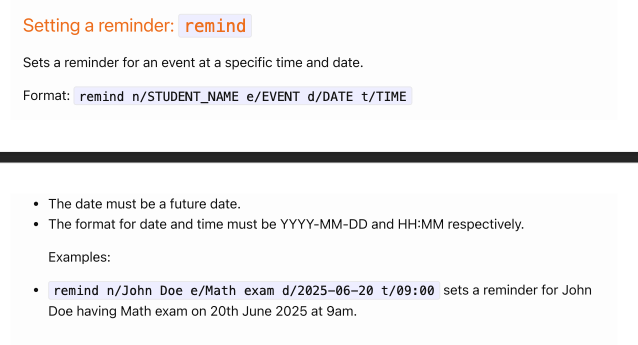 Setting a reminder: remind
Sets a reminder for an event at a specific time and date.
Format: remind n/STUDENT_NAME e/EVENT d/DATE t/TIME
• The date must be a future date.
• The format for date and time must be YYYY-MM-DD and HH:MM respectively.
Examples:
• remind n/John Doe e/Math exam d/2025-06-20 t/09:00 sets a reminder for John
Doe having Math exam on 20th June 2025 at 9am.